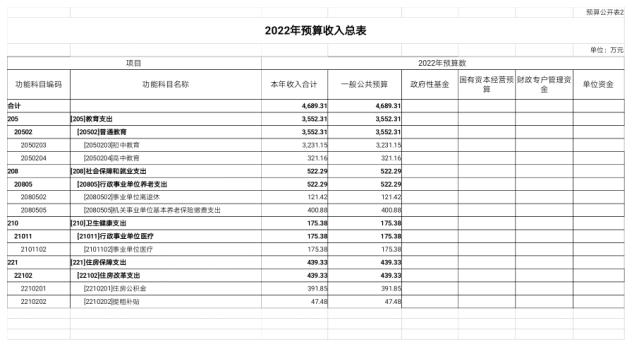 预算公开表2
2022年预算收入总表
单位：万元
项目 2022年预算数
功能科目编码 功能科目名称 本年收入合计 一般公共预算 政府性基金 国有资本经营预算 财政专户管理资金 单位资金
合计 4,689.31 4,689.31
205 [205]教育支出 3,552.31 3,552.31
20502 [20502]普通教育 3,552.31 3,552.31
2050203 [2050203]初中教育 3,231.15 3,231.15
2050204 [2050204]高中教育 321.16 321.16
208 [208]社会保障和就业支出 522.29 522.29
20805 [20805]行政事业单位养老支出 522.29 522.29
2080502 [2080502]事业单位离退休 121.42 121.42
2080505 [2080505]机关事业单位基本养老保险缴费支出 400.88 400.88
210 [210]卫生健康支出 175.38 175.38
21011 [21011]行政事业单位医疗 175.38 175.38
2101102 [2101102]事业单位医疗 175.38 175.38
221 [221]住房保障支出 439.33 439.33
22102 [22102]住房改革支出 439.33 439.33
2210201 [2210201]住房公积金 391.85 391.85
2210202 [2210202]提租补贴 47.48 47.48